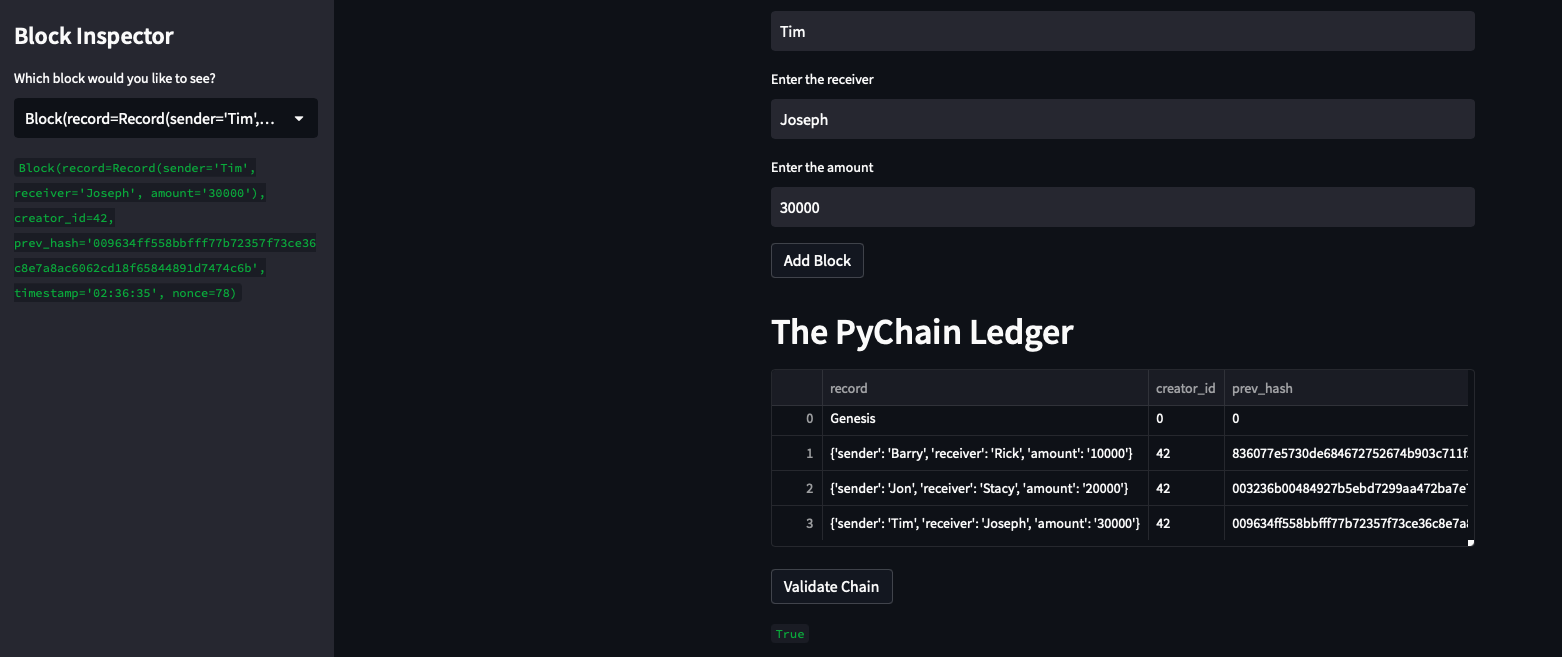 Block Inspector
Which block would you like to see?
Block(record=Record(sender='Tim',...
Block(record=Record(sender='Tim',
receiver='Joseph', amount='30000'),
creator_id=42,
prev_hash='009634ff558bbfff77b72357f73ce36
c8e7a8ac6062cd18f65844891d7474c6b',
timestamp='02:36:35', nonce=78)
Tim
Enter the receiver
Joseph
Enter the amount
30000
Add Block
The PyChain Ledger
record creator_id prev_hash
0 Genesis 0 0
1 {'sender': 'Barry', 'receiver': 'Rick', 'amount': '10000'} 42 836077e5730de684672752674b903c711f
2 {'sender': 'Jon', 'receiver': 'Stacy', 'amount': '20000'} 42 003236b00484927b5ebd7299aa472ba7e
3 {'sender': 'Tim', 'receiver': 'Joseph', 'amount': '30000'} 42 009634ff558bbfff77b72357f73ce36c8e7a
Validate Chain
True